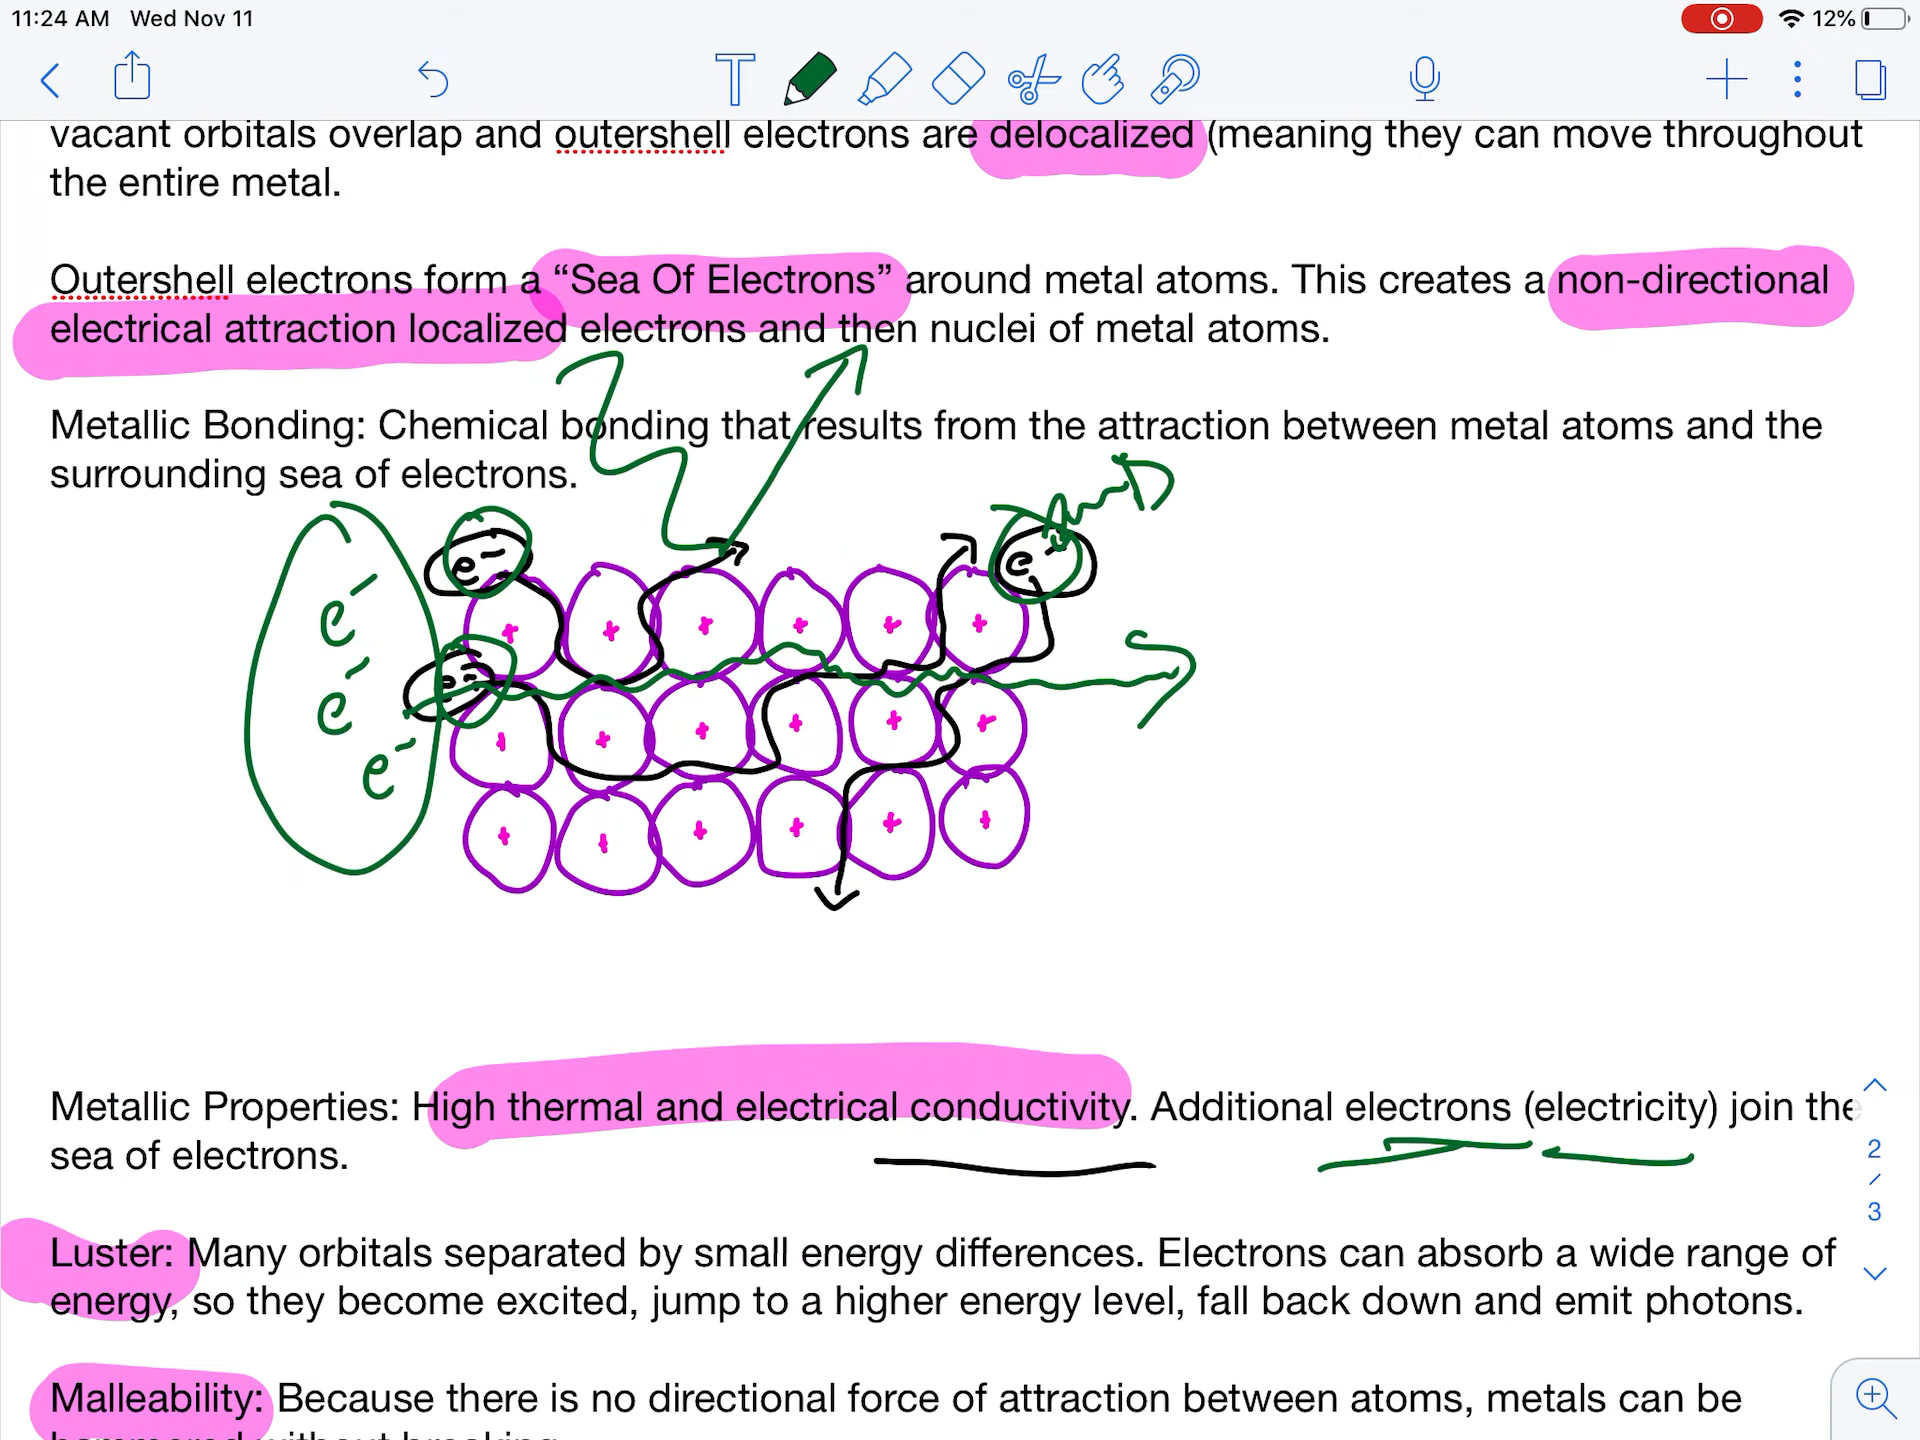 11:24 AM Wed Nov 11
12%
T
vacant orbitals overlap and outershell electrons are delocalized (meaning they can move throughout
the entire metal.
Outershell electrons form a “Sea Of Electrons” around metal atoms. This creates a non-directional
electrical attraction localized electrons and then nuclei of metal atoms.
Metallic Bonding: Chemical bonding that results from the attraction between metal atoms and the
surrounding sea of electrons.
e- e-
e-
+ + + + + +
e-
e-
+ + + + +
e-
+ + + + + +
Metallic Properties: High thermal and electrical conductivity. Additional electrons (electricity) join the
sea of electrons.
2
/
3
Luster: Many orbitals separated by small energy differences. Electrons can absorb a wide range of
energy, so they become excited, jump to a higher energy level, fall back down and emit photons.
Malleability: Because there is no directional force of attraction between atoms, metals can be
hammered without breaking